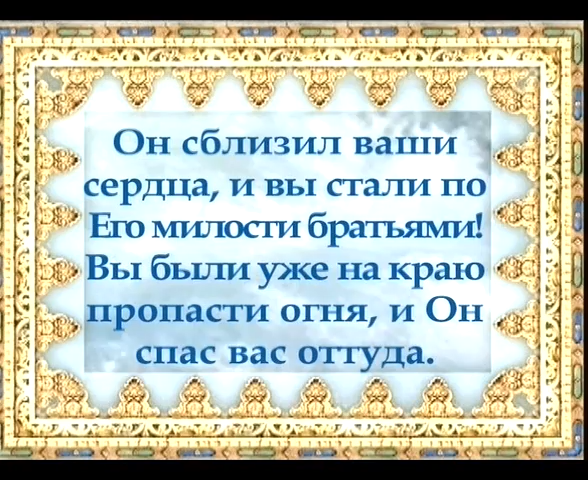 Он сблизил ваши
сердца, и вы стали по
Его милости братьями!
Вы были уже на краю
пропасти огня, и Он
спас вас оттуда.